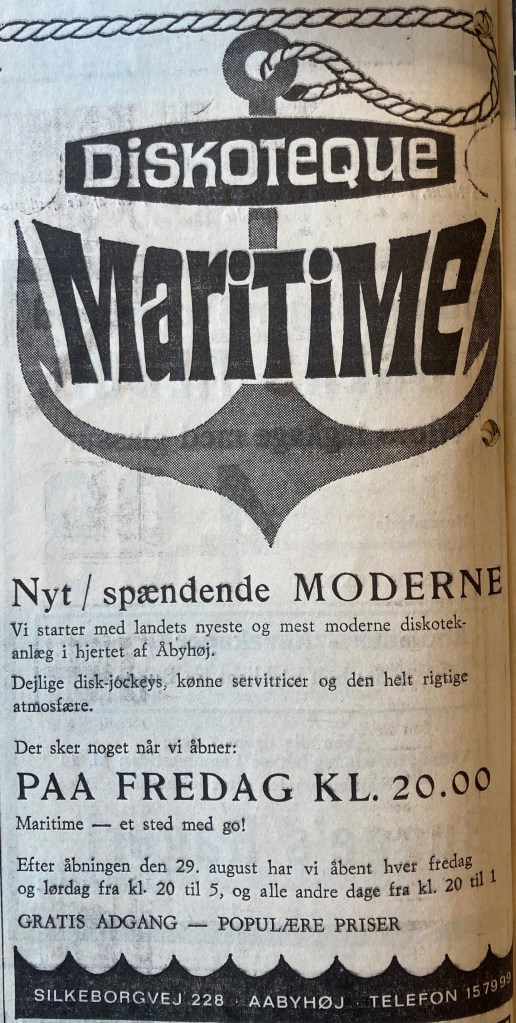 DiSKOTEQUE
MARiTiME
Nyt / spændende MODERNE
Vi starter med landets nyeste og mest moderne diskotek-
anlæg i hjertet af Åbyhøj.
Dejlige disk-jockeys, kønne servitricer og den helt rigtige
atmosfære.
Der sker noget når vi åbner:
PAA FREDAG KL. 20.00
Maritime — et sted med go!
Efter åbningen den 29. august har vi åbent hver fredag
og lørdag fra kl. 20 til 5, og alle andre dage fra kl. 20 til 1
GRATIS ADGANG — POPULÆRE PRISER
SILKEBORGVEJ 228 · AABYHØJ · TELEFON 157999